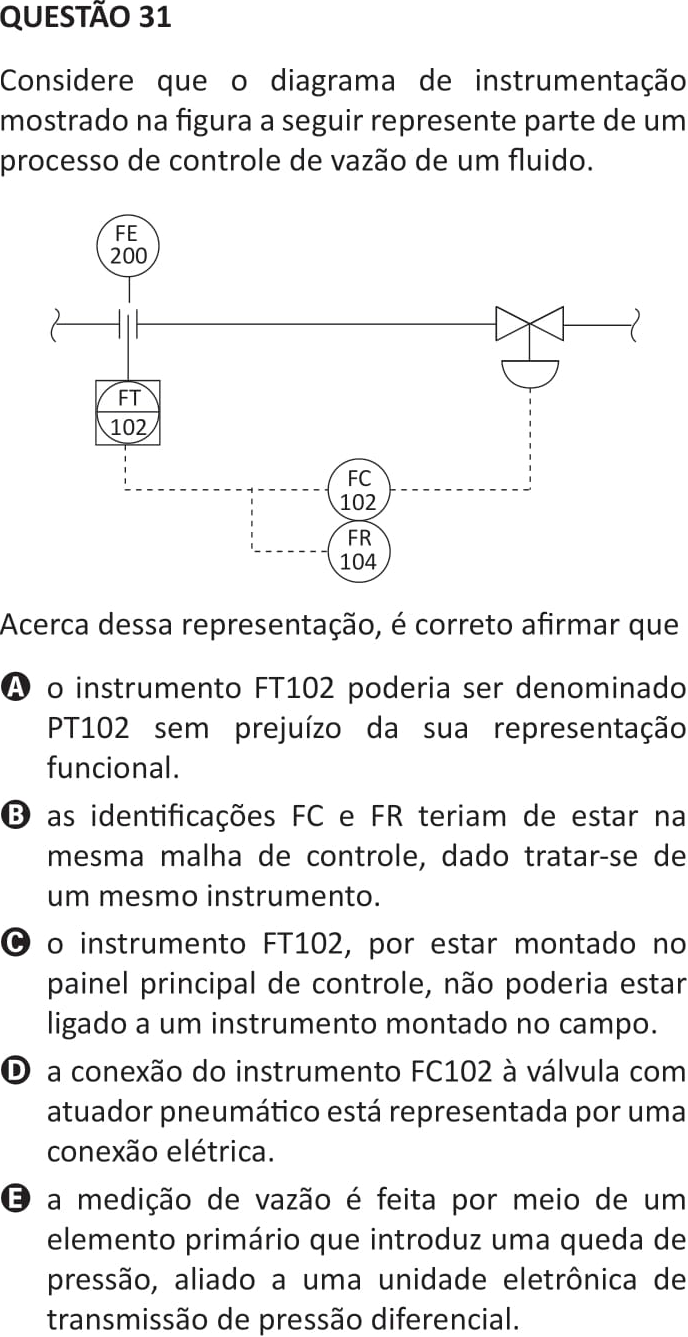 QUESTÃO 31
Considere que o diagrama de instrumentação
mostrado na figura a seguir represente parte de um
processo de controle de vazão de um fluido.
FE
200
FT
102
FC
102
FR
104
Acerca dessa representação, é correto afirmar que
A o instrumento FT102 poderia ser denominado
PT102 sem prejuízo da sua representação
funcional.
B as identificações FC e FR teriam de estar na
mesma malha de controle, dado tratar-se de
um mesmo instrumento.
C o instrumento FT102, por estar montado no
painel principal de controle, não poderia estar
ligado a um instrumento montado no campo.
D a conexão do instrumento FC102 à válvula com
atuador pneumático está representada por uma
conexão elétrica.
E a medição de vazão é feita por meio de um
elemento primário que introduz uma queda de
pressão, aliado a uma unidade eletrônica de
transmissão de pressão diferencial.